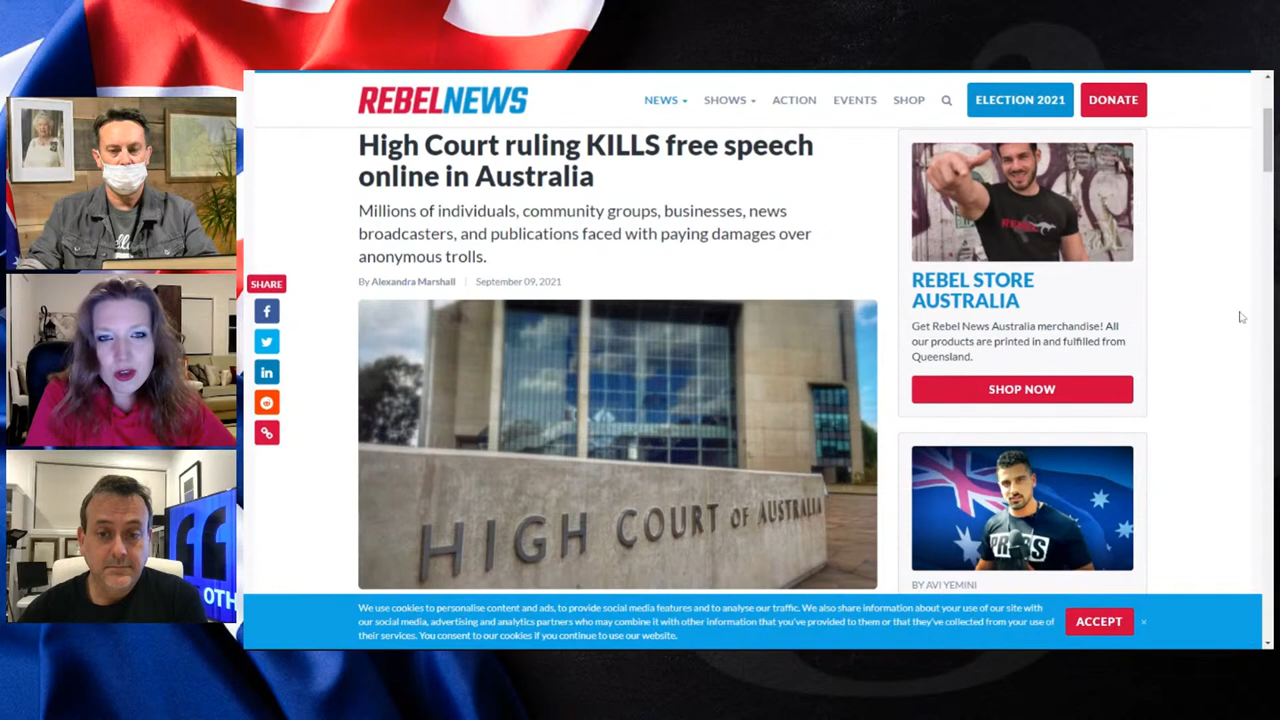 REBELNEWS
NEWS
SHOWS
ACTION
EVENTS
SHOP
ELECTION 2021
DONATE
High Court ruling KILLS free speech
online in Australia
Millions of individuals, community groups, businesses, news
broadcasters, and publications faced with paying damages over
anonymous trolls.
By Alexandra Marshall | September 09, 2021
SHARE
HIGH COURT OF AUSTRALIA
REBEL STORE
AUSTRALIA
Get Rebel News Australia merchandise! All
our products are printed in and fulfilled from
Queensland.
SHOP NOW
BY AVI YEMINI
We use cookies to personalise content and ads, to provide social media features and to analyse our traffic. We also share information about your use of our site with
our social media, advertising and analytics partners who may combine it with other information that you've provided to them or that they've collected from your use of
their services. You consent to our cookies if you continue to use our website.
ACCEPT
OTH